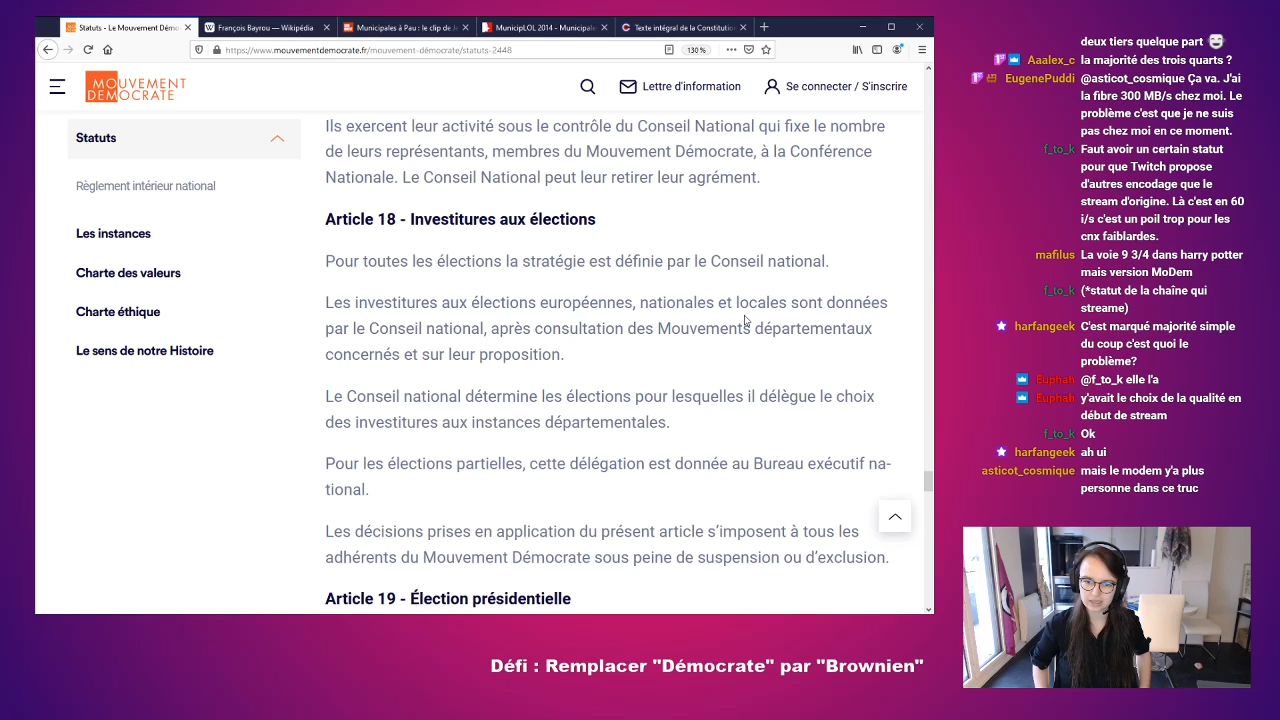 Statuts - Le Mouvement Démo
François Bayrou — Wikipédia
Municipales à Pau : le clip de Je
MunicipLOL 2014 - Municipale
Texte intégral de la Constitution
https://www.mouvementdemocrate.fr/mouvement-démocrate/statuts-2448
130 %
MOUVEMENT
DEMOCRATE
Lettre d'information
Se connecter / S'inscrire
Statuts
Règlement intérieur national
Les instances
Charte des valeurs
Charte éthique
Le sens de notre Histoire
Ils exercent leur activité sous le contrôle du Conseil National qui fixe le nombre
de leurs représentants, membres du Mouvement Démocrate, à la Conférence
Nationale. Le Conseil National peut leur retirer leur agrément.
Article 18 - Investitures aux élections
Pour toutes les élections la stratégie est définie par le Conseil national.
Les investitures aux élections européennes, nationales et locales sont données
par le Conseil national, après consultation des Mouvements départementaux
concernés et sur leur proposition.
Le Conseil national détermine les élections pour lesquelles il délègue le choix
des investitures aux instances départementales.
Pour les élections partielles, cette délégation est donnée au Bureau exécutif na-
tional.
Les décisions prises en application du présent article s’imposent à tous les
adhérents du Mouvement Démocrate sous peine de suspension ou d’exclusion.
Article 19 - Élection présidentielle
deux tiers quelque part
Aaalex_c la majorité des trois quarts ?
EugenePuddi @asticot_cosmique Ça va. J'ai
la fibre 300 MB/s chez moi. Le
problème c'est que je ne suis
pas chez moi en ce moment.
f_to_k Faut avoir un certain statut
pour que Twitch propose
d'autres encodage que le
stream d'origine. Là c'est en 60
i/s c'est un poil trop pour les
cnx faiblardes.
mafilus La voie 9 3/4 dans harry potter
mais version MoDem
f_to_k (*statut de la chaîne qui
streame)
harfangeek C'est marqué majorité simple
du coup c'est quoi le
problème?
Euphah @f_to_k elle l'a
Euphah y'avait le choix de la qualité en
début de stream
f_to_k Ok
harfangeek ah ui
asticot_cosmique mais le modem y'a plus
personne dans ce truc
Défi : Remplacer "Démocrate" par "Brownien"